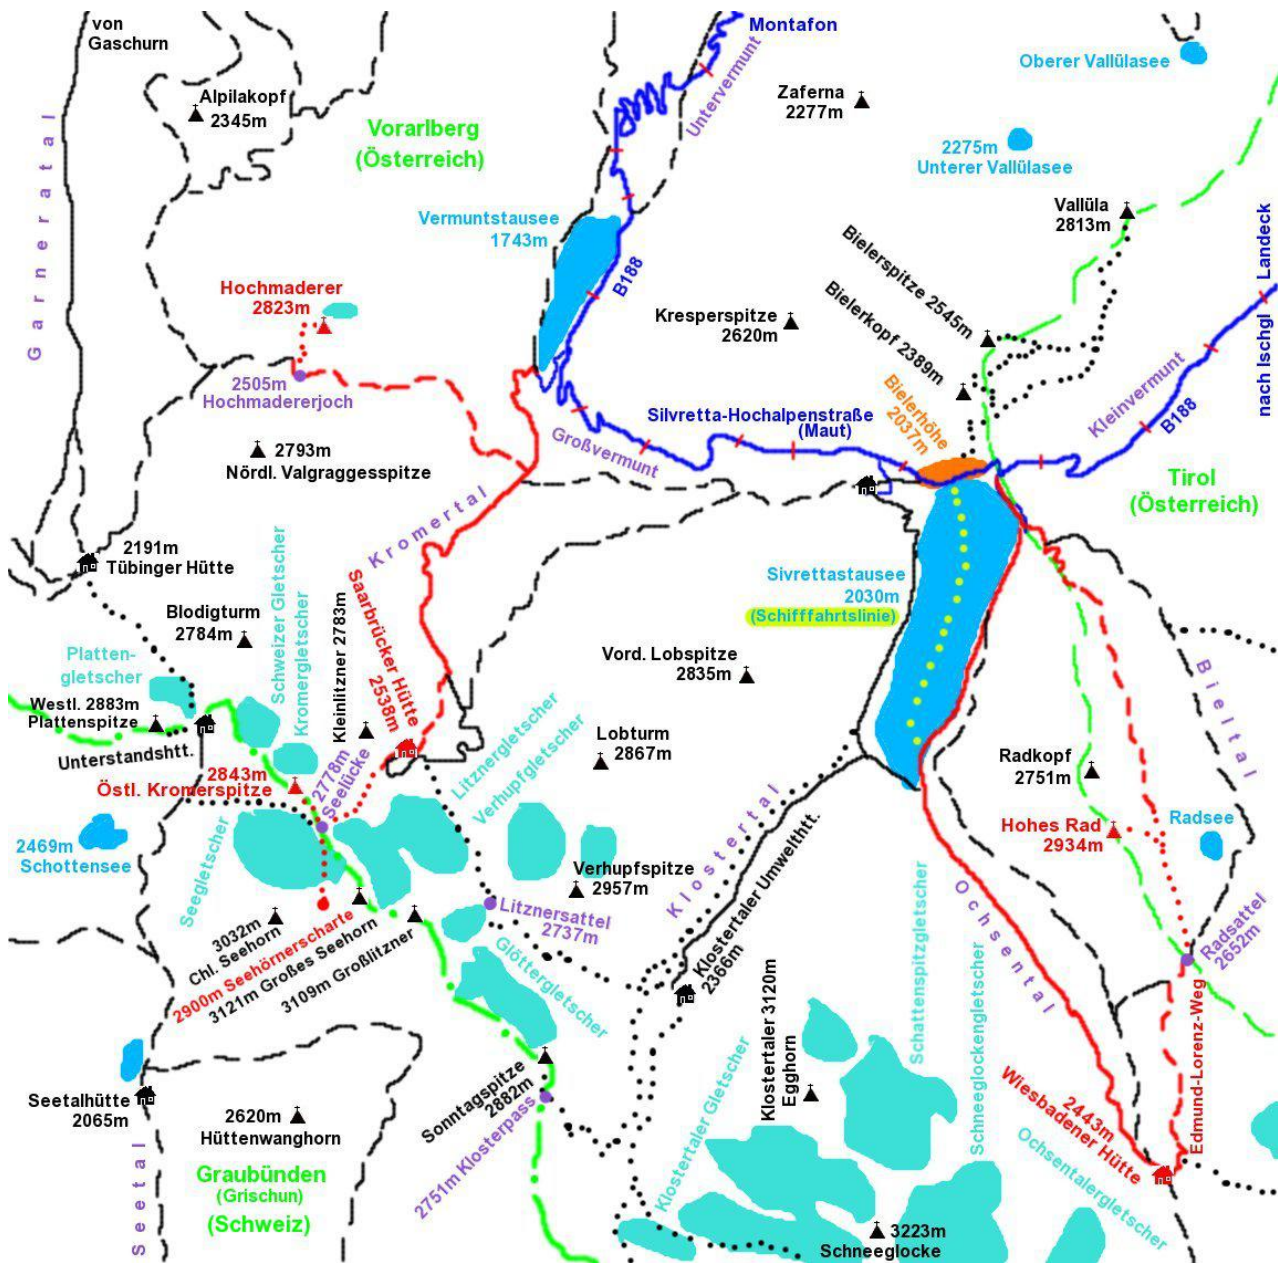 von
Gaschurn
Montafon
Untervermunt
Oberer Vallülasee
Zaferna
2277m
Alpilakopf
2345m
Vorarlberg
(Österreich)
2275m
Unterer Vallülasee
Garneratal
Vallüla
2813m
Vermuntstausee
1743m
B188
Bielerspitze 2545m
Bielerkopf 2389m
nach Ischgl Landeck
Hochmaderer
2823m
Kresperspitze
2620m
2505m
Hochmadererjoch
Bielerhöhe
2037m
Kleinvermunt
B188
Silvretta-Hochalpenstraße
(Maut)
Großvermunt
2793m
Nördl. Valgraggesspitze
Tirol
(Österreich)
Kromertal
2191m
Tübinger Hütte
Sivrettastausee
2030m
(Schifffahrtslinie)
Blodigturm
2784m
Schweizer Gletscher
Kromergletscher
Kleinlitzner 2783m
Saarbrücker Hütte
2538m
Platten-
gletscher
Vord. Lobspitze
2835m
Bieltal
Westl. 2883m
Plattenspitze
Unterstandshtt.
Litznergletscher
Verhupfgletscher
Lobturm
2867m
Radkopf
2751m
2843m
Östl. Kromerspitze
2778m
Seelücke
Hohes Rad
2934m
Radsee
2469m
Schottensee
Seegletscher
Klostertal
Klostertaler Umwelthtt.
2366m
Verhupfspitze
2957m
Ochsental
Litznersattel
2737m
Radsattel
2652m
3032m
Chl. Seehorn
2900m Seehörnerscharte
3121m Großes Seehorn
3109m Großlitzner
Glöttergletscher
Schattenspitzgletscher
Schneeglockengletscher
Klostertaler 3120m
Egghorn
Edmund-Lorenz-Weg
Sonntagspitze
2882m
2751m Klosterpass
Klostertaler Gletscher
2443m
Wiesbadener Hütte
Ochsentalergletscher
Seetalhütte
2065m
2620m
Hüttenwanghorn
Graubünden
(Grischun)
(Schweiz)
Seetal
3223m
Schneeglocke